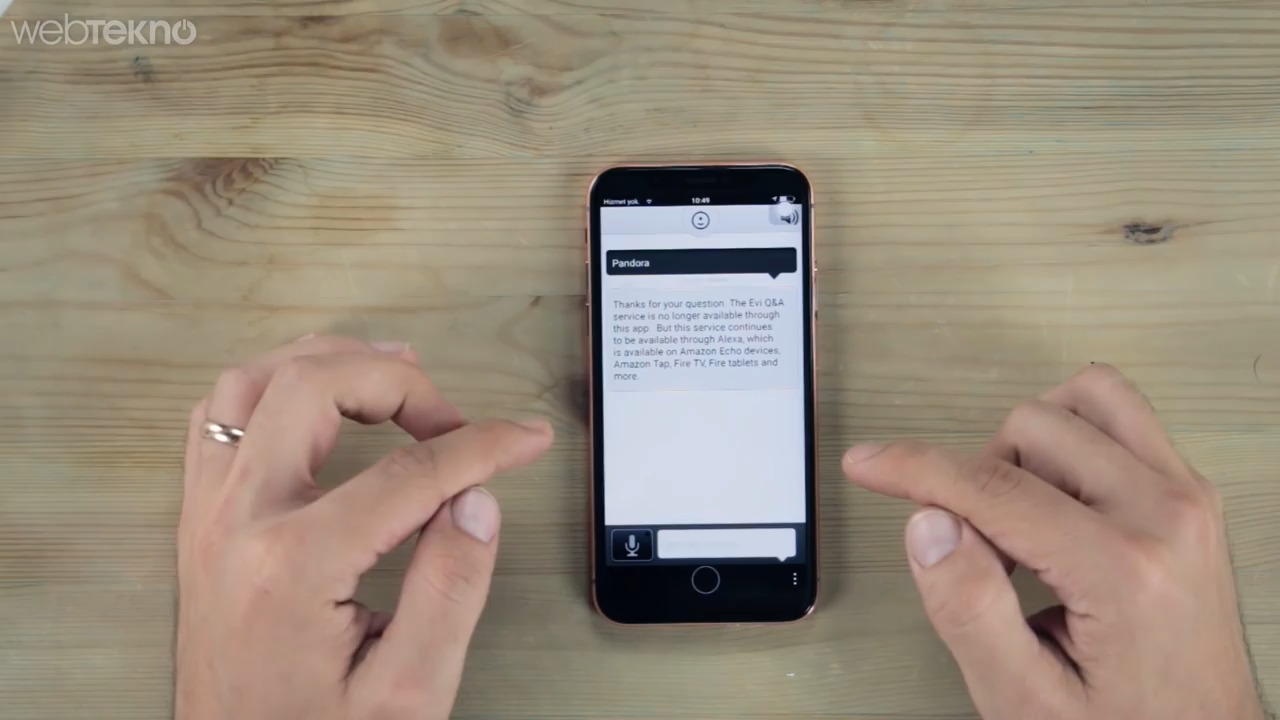 webTEKNO
Hizmet yok
10:49
Pandora
Thanks for your question. The Evi Q&A
service is no longer available through
this app. But this service continues
to be available through Alexa, which
is available on Amazon Echo devices,
Amazon Tap, Fire TV, Fire tablets and
more.